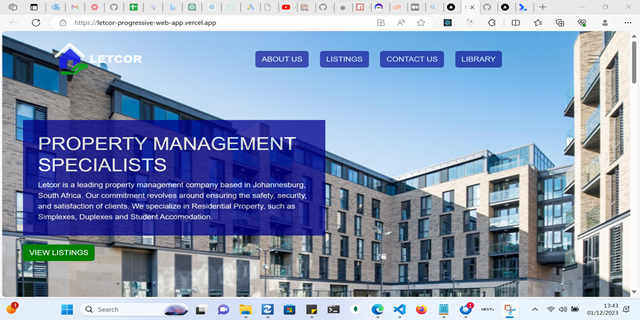 https://letcor-progressive-web-app.vercel.app
LETCOR
ABOUT US
LISTINGS
CONTACT US
LIBRARY
PROPERTY MANAGEMENT
SPECIALISTS
Letcor is a leading property management company based in Johannesburg,
South Africa. Our commitment revolves around ensuring the safety, security,
and satisfaction of clients. We specialize in Residential Property, such as
Simplexes, Duplexes and Student Accomodation.
VIEW LISTINGS
Search
13:43
01/12/2023